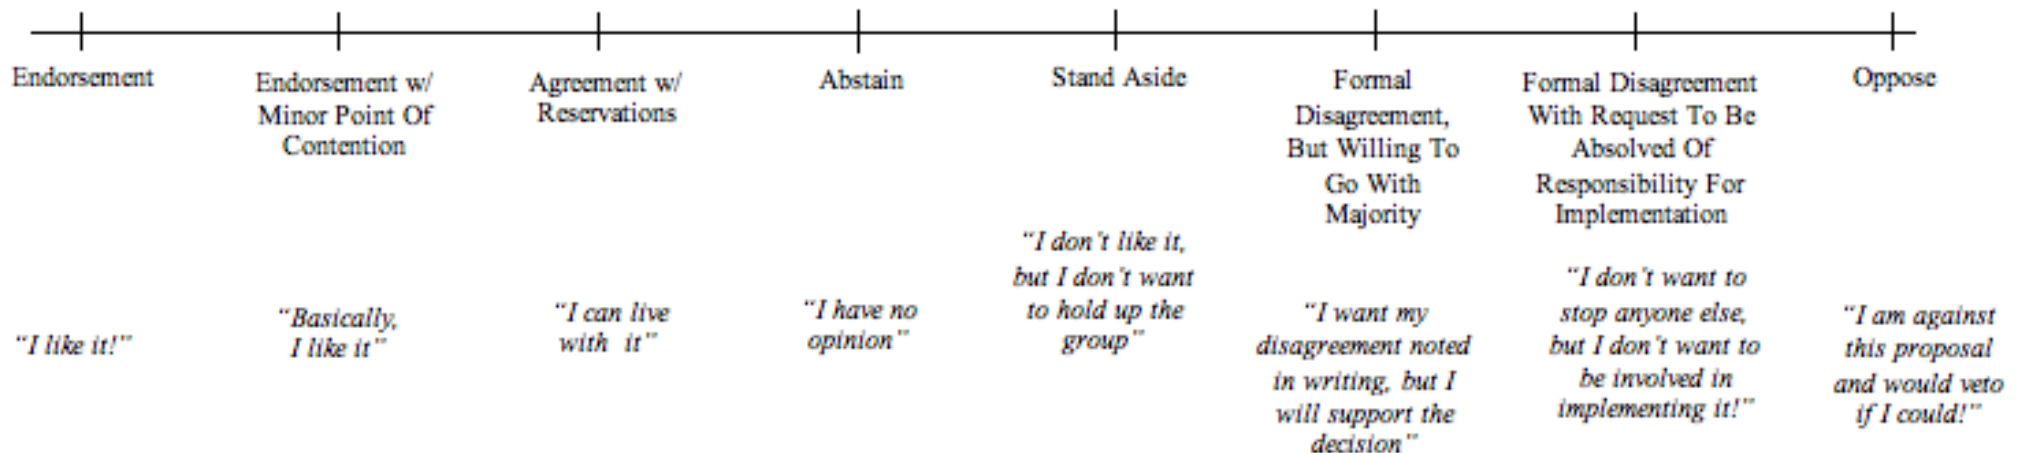 Endorsement
Endorsement w/
Minor Point Of
Contention
Agreement w/
Reservations
Abstain
Stand Aside
Formal
Disagreement,
But Willing To
Go With
Majority
Formal Disagreement
With Request To Be
Absolved Of
Responsibility For
Implementation
Oppose
"I like it!"
"Basically,
I like it"
"I can live
with it"
"I have no
opinion"
"I don't like it,
but I don't want
to hold up the
group"
"I want my
disagreement noted
in writing, but I
will support the
decision"
"I don't want to
stop anyone else,
but I don't want to
be involved in
implementing it!"
"I am against
this proposal
and would veto
if I could!"